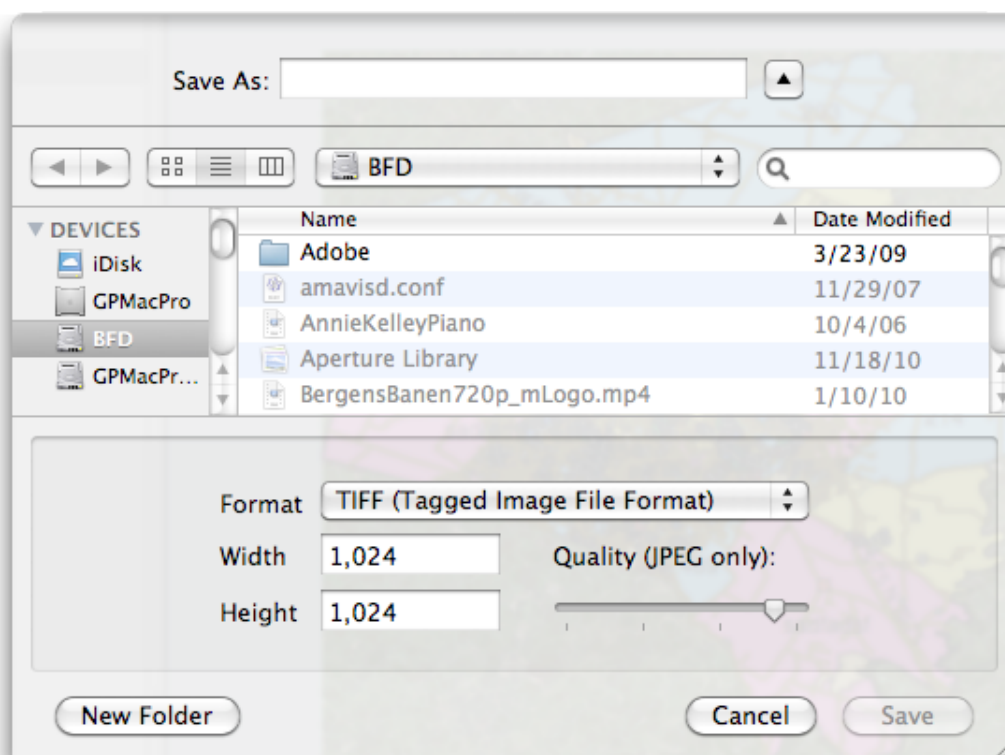 Save As:
BFD
DEVICES
iDisk
GPMacPro
BFD
GPMacPr...
Name Date Modified
Adobe 3/23/09
amavisd.conf 11/29/07
AnnieKelleyPiano 10/4/06
Aperture Library 11/18/10
BergensBanen720p_mLogo.mp4 1/10/10
Format TIFF (Tagged Image File Format)
Width 1,024 Quality (JPEG only):
Height 1,024
New Folder Cancel Save